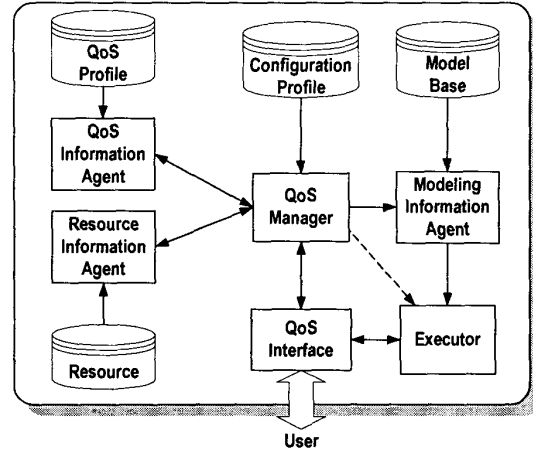 QoS
Profile
Configuration
Profile
Model
Base
QoS
Information
Agent
QoS
Manager
Modeling
Information
Agent
Resource
Information
Agent
QoS
Interface
Executor
Resource
User